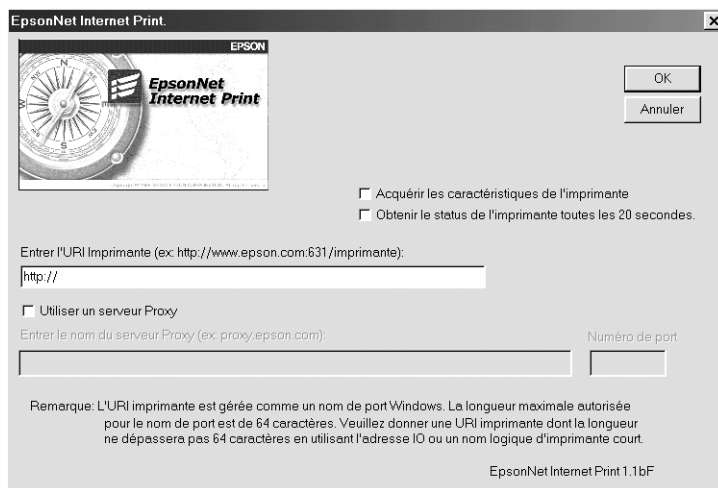 EpsonNet Internet Print.
EPSON
EpsonNet
Internet Print
OK
Annuler
Acquérir les caractéristiques de l'imprimante
Obtenir le status de l'imprimante toutes les 20 secondes.
Entrer l'URI Imprimante (ex: http://www.epson.com:631/imprimante):
http://
Utiliser un serveur Proxy
Entrer le nom du serveur Proxy (ex: proxy.epson.com):
Numéro de port
Remarque: L'URI imprimante est gérée comme un nom de port Windows. La longueur maximale autorisée
pour le nom de port est de 64 caractères. Veuillez donner une URI imprimante dont la longueur
ne dépassera pas 64 caractères en utilisant l'adresse IO ou un nom logique d'imprimante court.
EpsonNet Internet Print 1.1bF